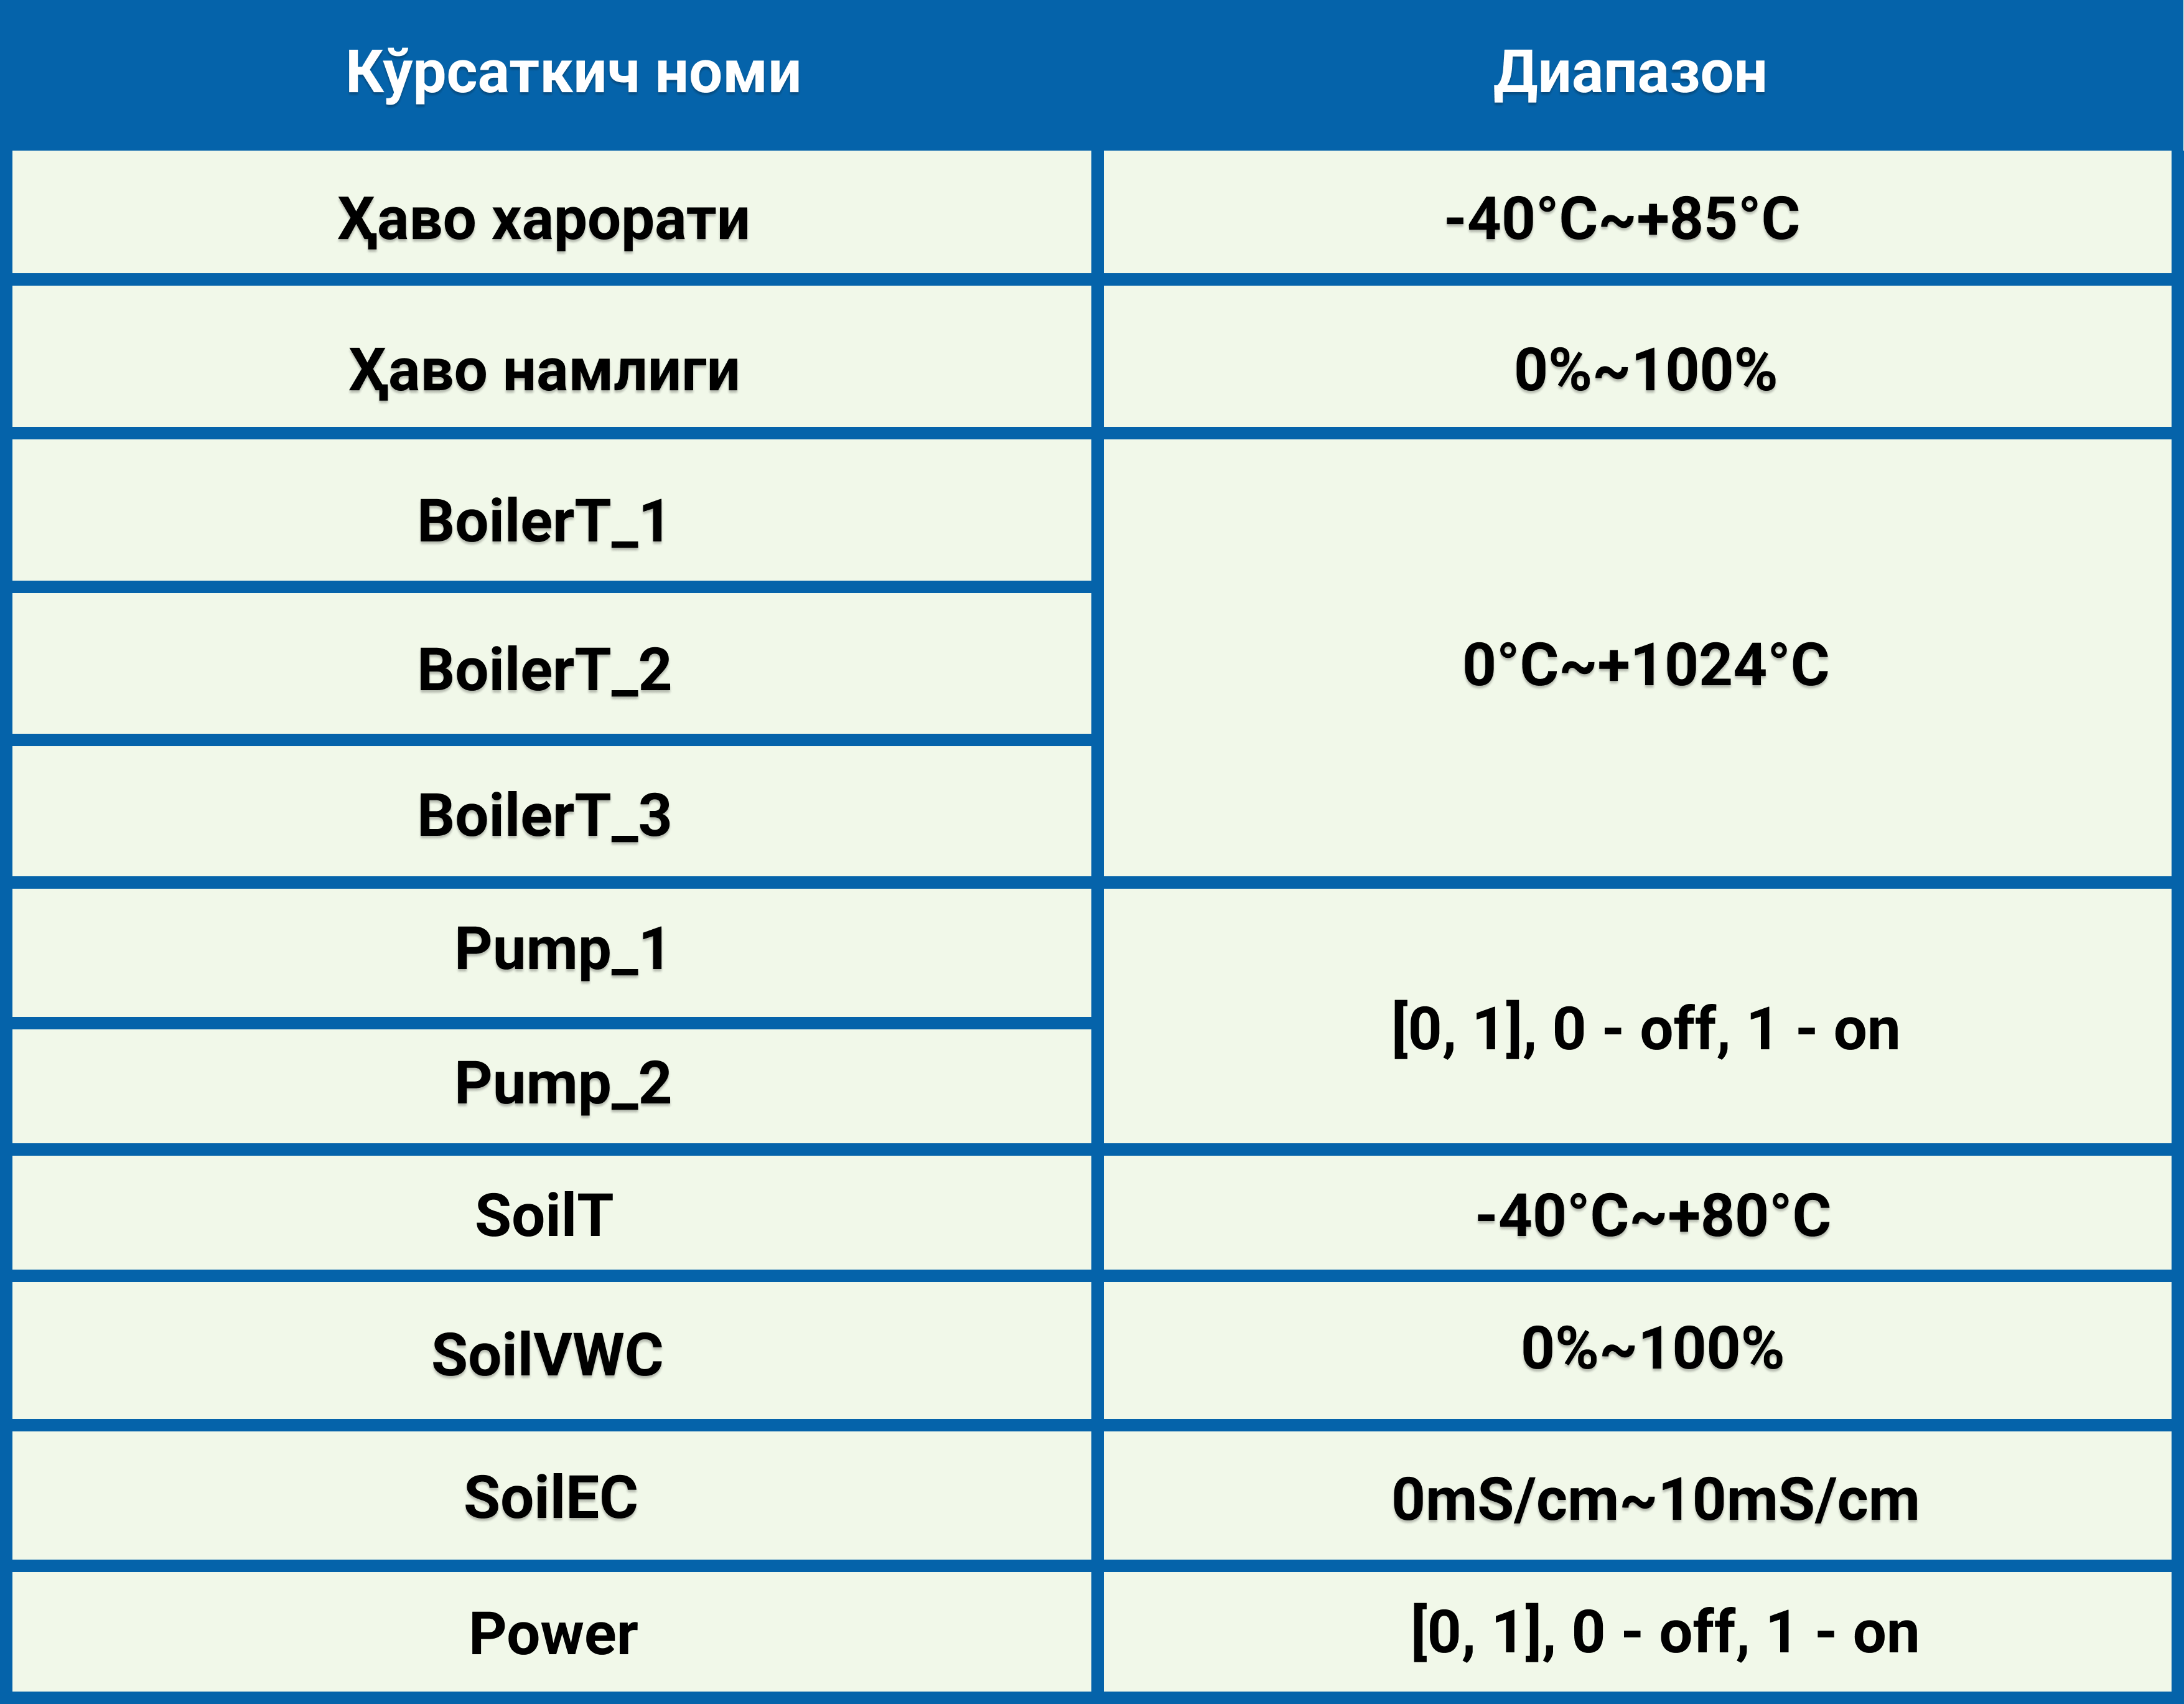 Кўрсаткич номи Диапазон
Ҳаво харорати -40°C~+85°C
Ҳаво намлиги 0%~100%
BoilerT_1
BoilerT_2 0°C~+1024°C
BoilerT_3
Pump_1
[0, 1], 0 - off, 1 - on
Pump_2
SoilT -40°C~+80°C
SoilVWC 0%~100%
SoilEC 0mS/cm~10mS/cm
Power [0, 1], 0 - off, 1 - on